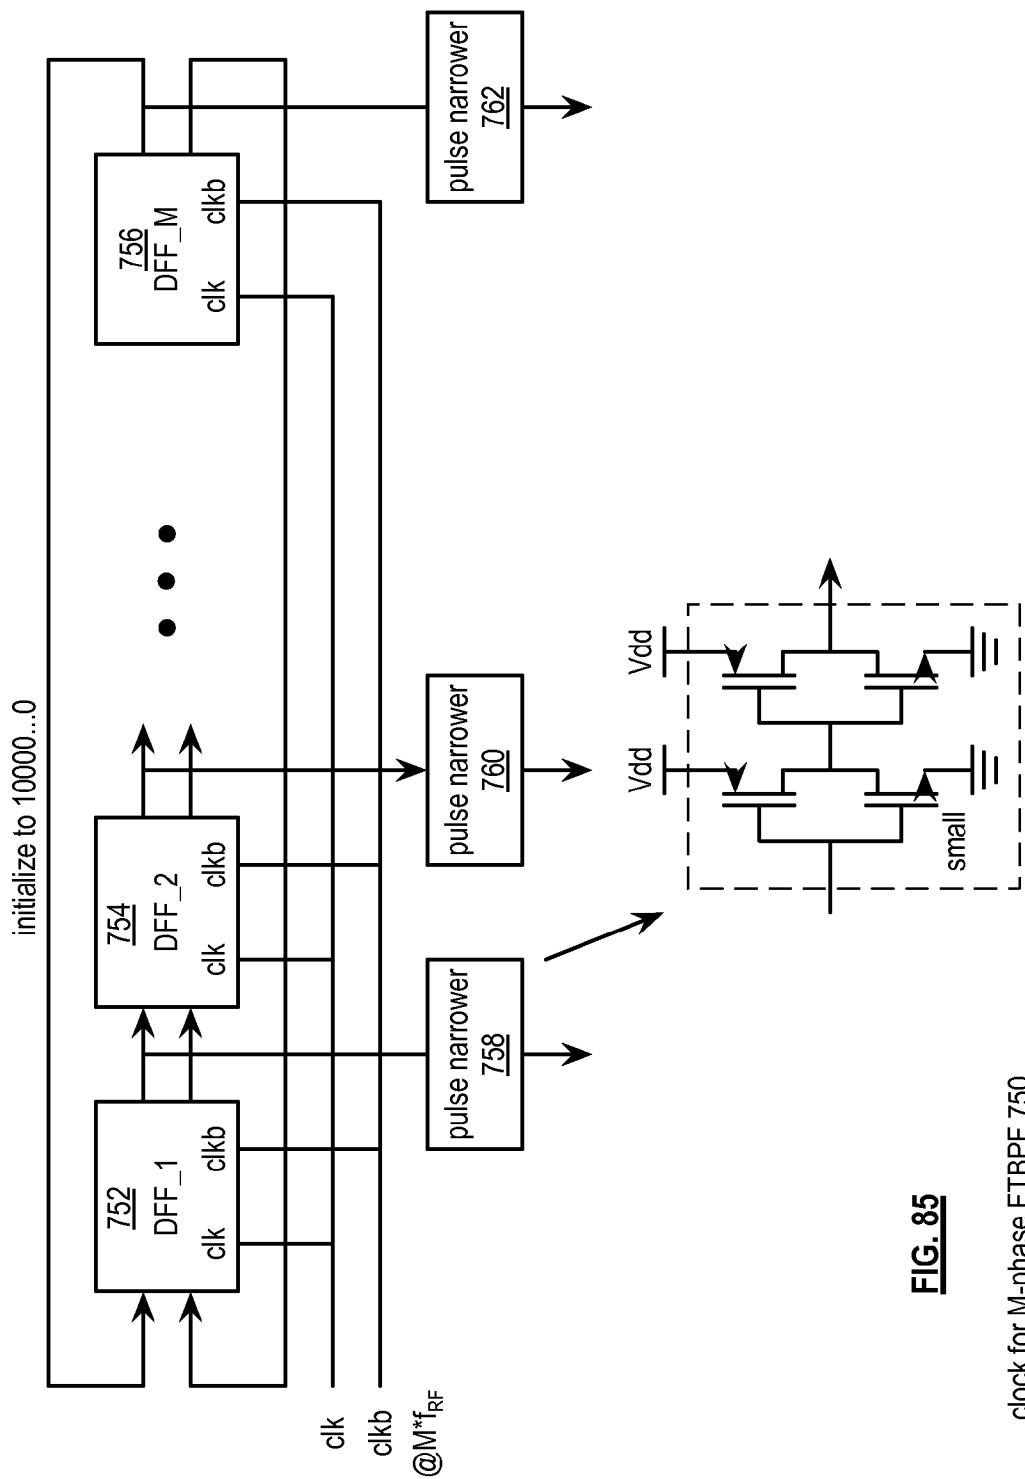 initialize to 10000...0
752
DFF_1
clk
clkb
754
DFF_2
clk
clkb
756
DFF_M
clk
clkb
clk
clkb
@M*fRF
pulse narrower
758
pulse narrower
760
pulse narrower
762
Vdd
Vdd
small
FIG. 85
clock for M-phase FTBPF 750